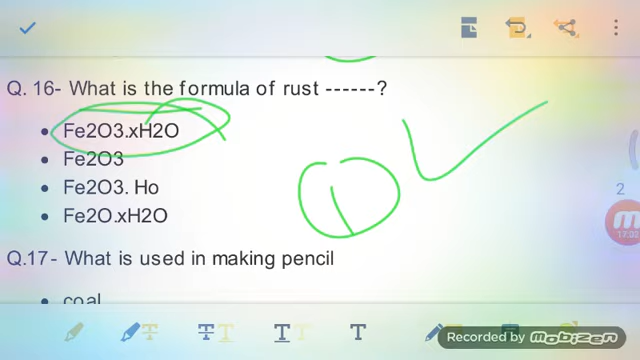 Q. 16- What is the formula of rust ------?
• Fe2O3.xH2O
• Fe2O3
• Fe2O3. Ho
• Fe2O.xH2O
1
2
Q.17- What is used in making pencil
• coal
17:02
T T T T T T
Recorded by mobizen